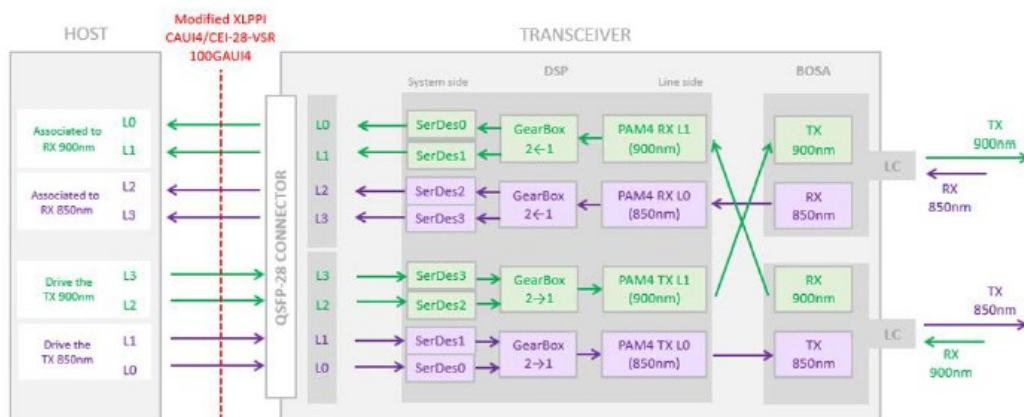 HOST
Modified XLPPI
CAUI4/CEI-28-VSR
100GAUI4
TRANSCEIVER
DSP
BOSA
System side
Line side
Associated to
RX 900nm
L0
L1
Associated to
RX 850nm
L2
L3
Drive the
TX 900nm
L3
L2
Drive the
TX 850nm
L1
L0
QSFP-28 CONNECTOR
L0
L1
L2
L3
L3
L2
L1
L0
SerDes0
SerDes1
GearBox
2←1
PAM4 RX L1
(900nm)
TX
900nm
SerDes2
SerDes3
GearBox
2←1
PAM4 RX L0
(850nm)
RX
850nm
SerDes3
SerDes2
GearBox
2→1
PAM4 TX L1
(900nm)
RX
900nm
SerDes1
SerDes0
GearBox
2→1
PAM4 TX L0
(850nm)
TX
850nm
LC
TX
900nm
RX
850nm
LC
TX
850nm
RX
900nm